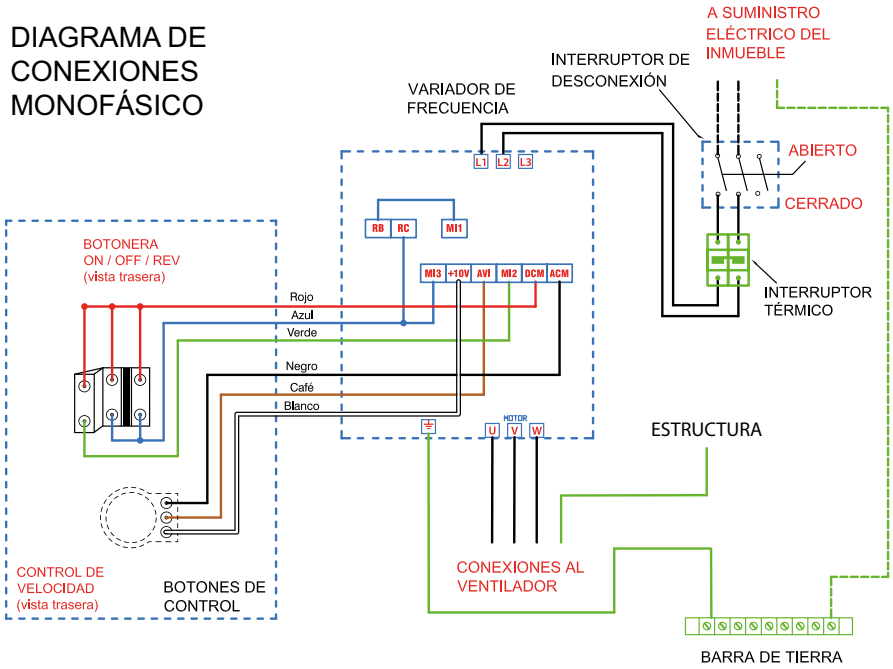 DIAGRAMA DE
CONEXIONES
MONOFÁSICO
A SUMINISTRO
ELÉCTRICO DEL
INMUEBLE
INTERRUPTOR DE
DESCONEXIÓN
VARIADOR DE
FRECUENCIA
ABIERTO
CERRADO
L1 L2 L3
RB RC MI1
BOTONERA
ON / OFF / REV
(vista trasera)
MI3 +10V AVI MI2 DCM ACM
INTERRUPTOR
TÉRMICO
Rojo
Azul
Verde
Negro
Café
Blanco
MOTOR
U V W
ESTRUCTURA
CONEXIONES AL
VENTILADOR
CONTROL DE
VELOCIDAD
(vista trasera)
BOTONES DE
CONTROL
BARRA DE TIERRA